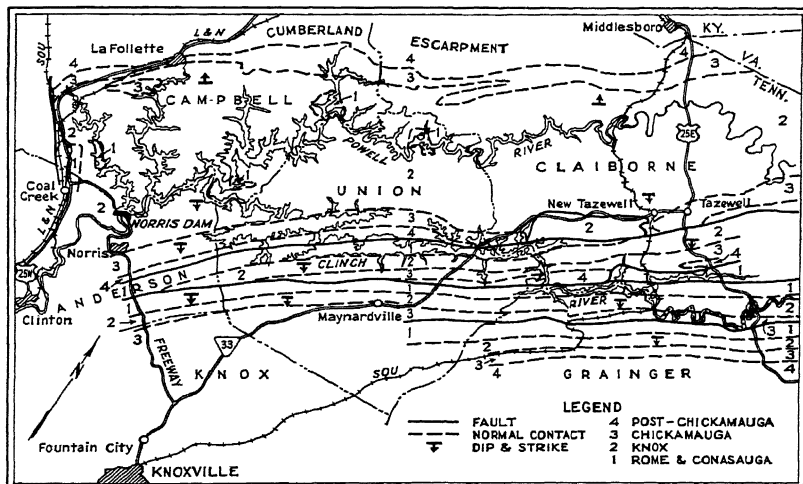 SOU
La Follette
L & N
CUMBERLAND
ESCARPMENT
Middlesboro
KY.
VA.
TENN.
CAMPBELL
POWELL
RIVER
CLAIBORNE
25E
UNION
Coal
Creek
L&N
NORRIS DAM
Norris
New Tazewell
Tazewell
25W
Clinton
ANDERSON
CLINCH
RIVER
Maynardville
33
FREEWAY
KNOX
SOU
GRAINGER
Fountain City
KNOXVILLE
N
LEGEND
FAULT
NORMAL CONTACT
DIP & STRIKE
4 POST-CHICKAMAUGA
3 CHICKAMAUGA
2 KNOX
1 ROME & CONASAUGA